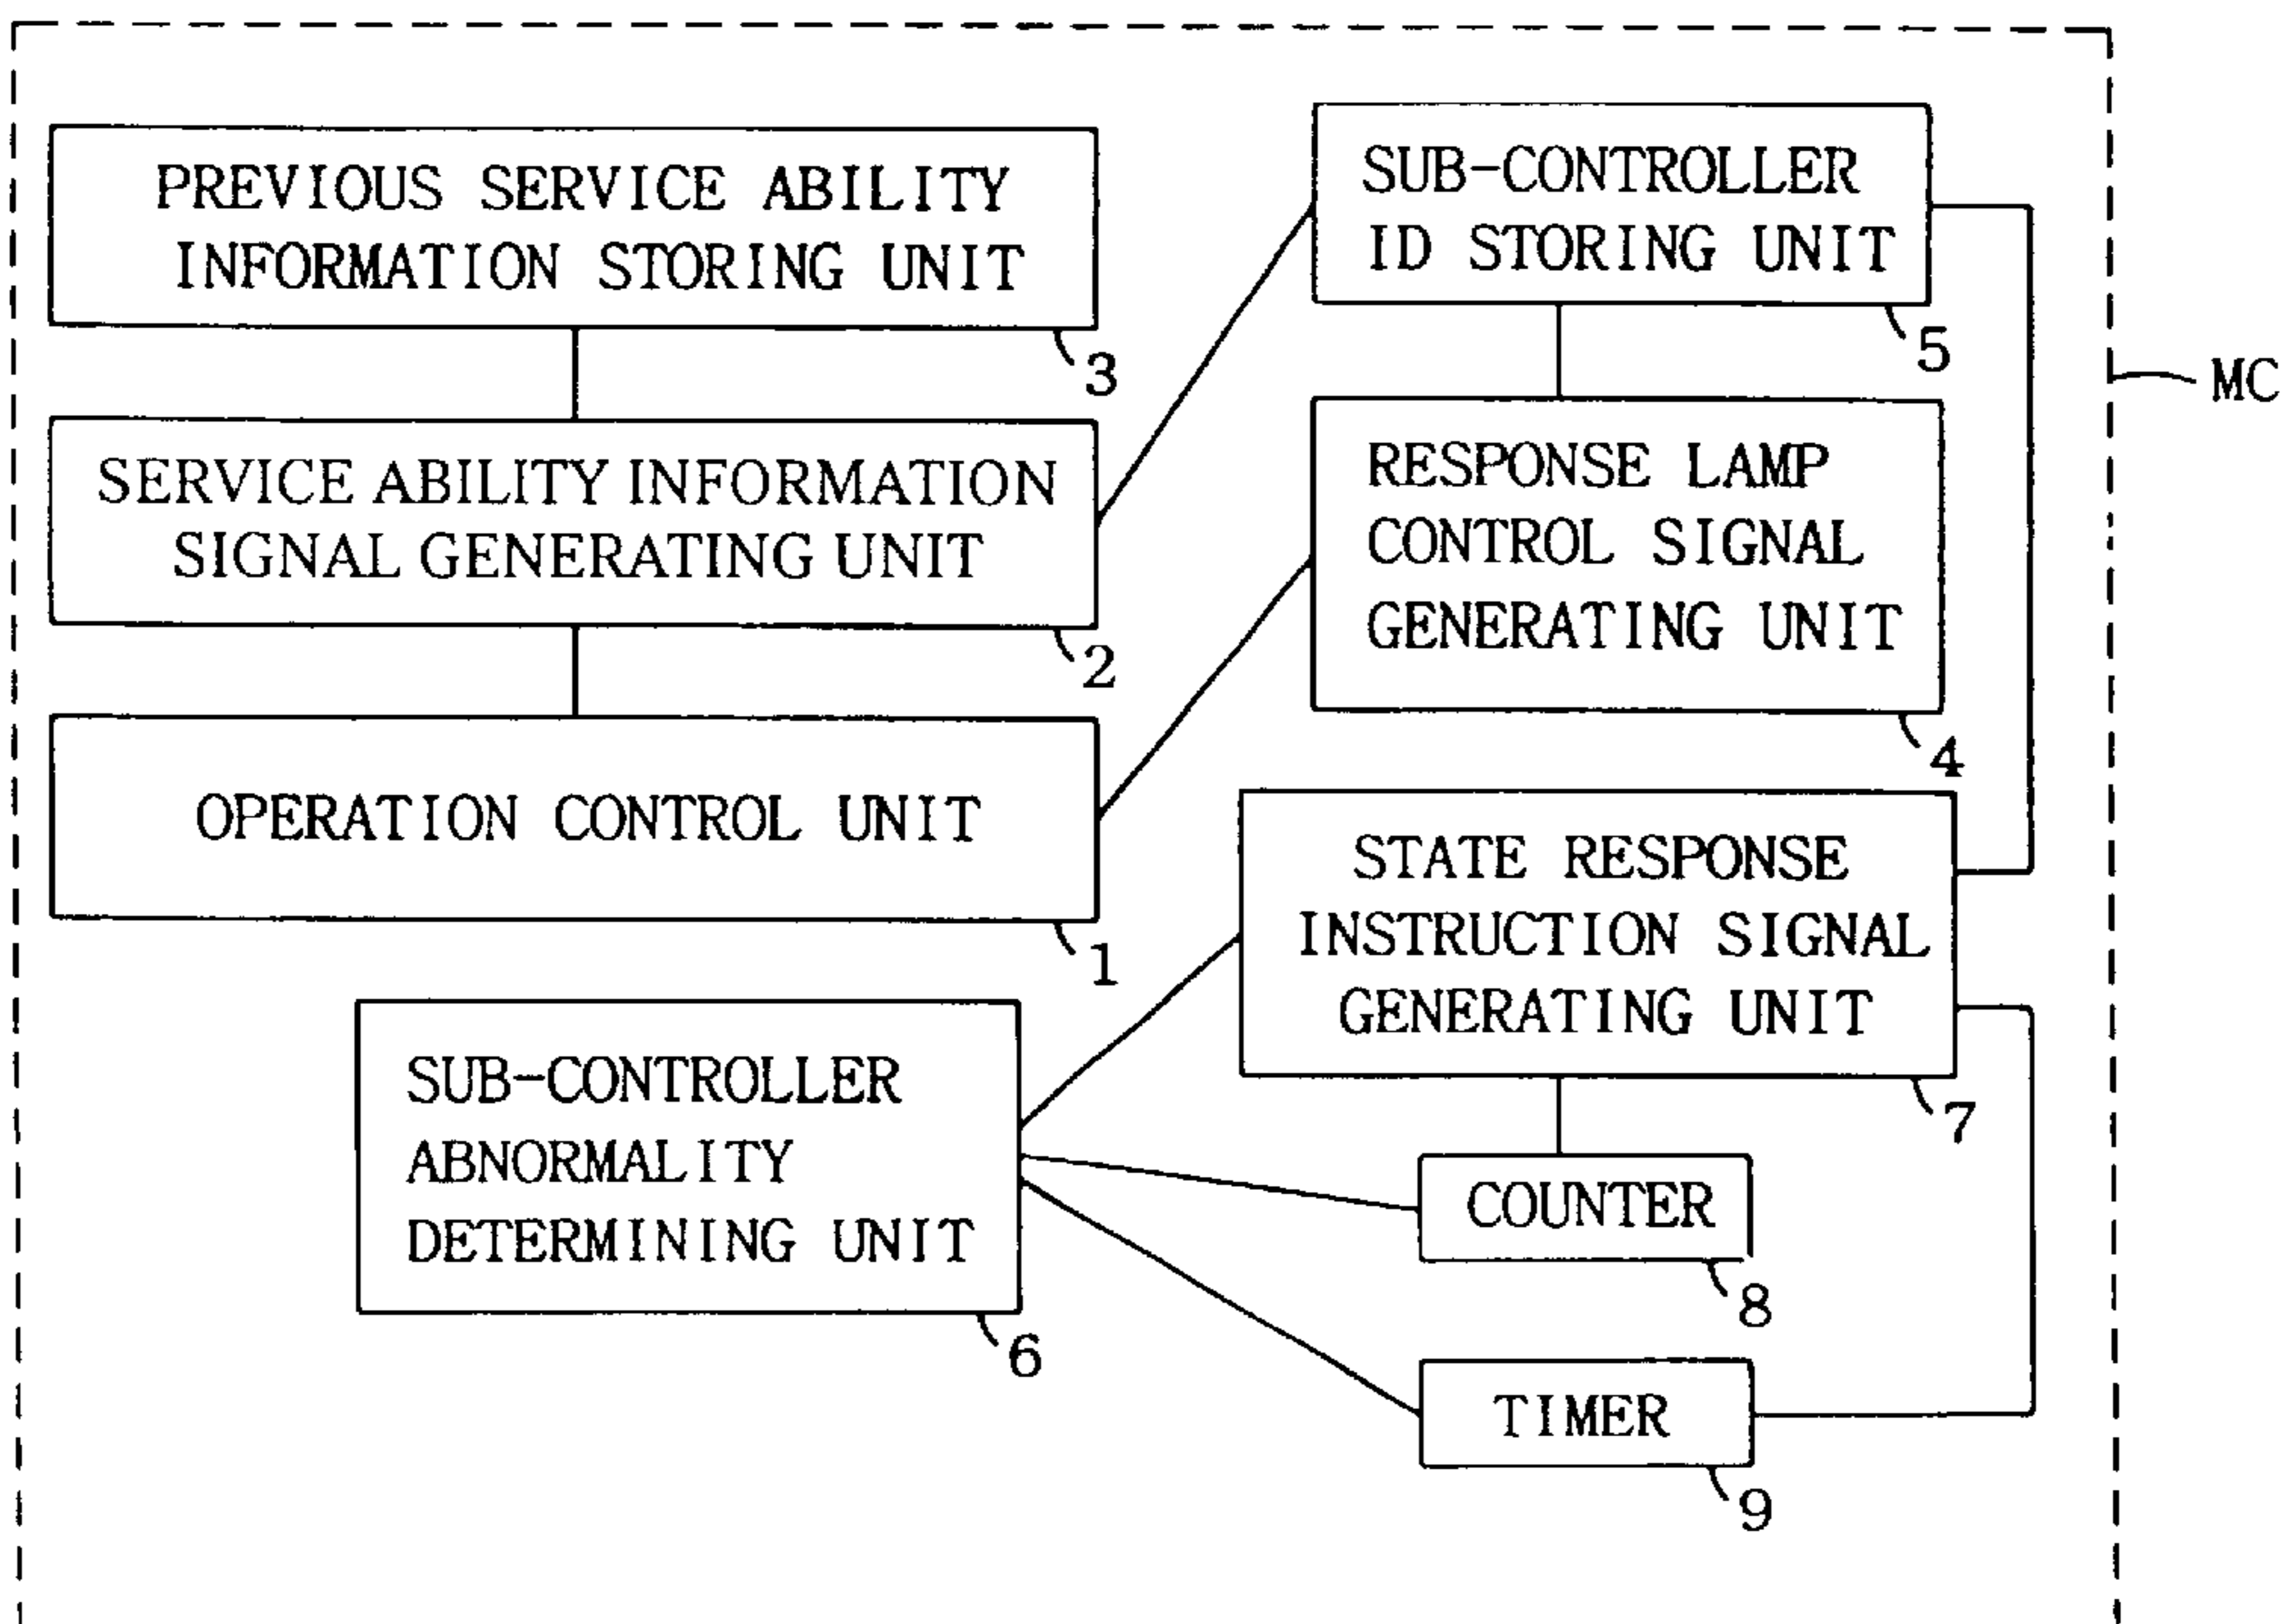 PREVIOUS SERVICE ABILITY
INFORMATION STORING UNIT
3
SERVICE ABILITY INFORMATION
SIGNAL GENERATING UNIT
2
OPERATION CONTROL UNIT
1
SUB-CONTROLLER
ID STORING UNIT
5
MC
RESPONSE LAMP
CONTROL SIGNAL
GENERATING UNIT
4
STATE RESPONSE
INSTRUCTION SIGNAL
GENERATING UNIT
7
SUB-CONTROLLER
ABNORMALITY
DETERMINING UNIT
6
COUNTER
8
TIMER
9